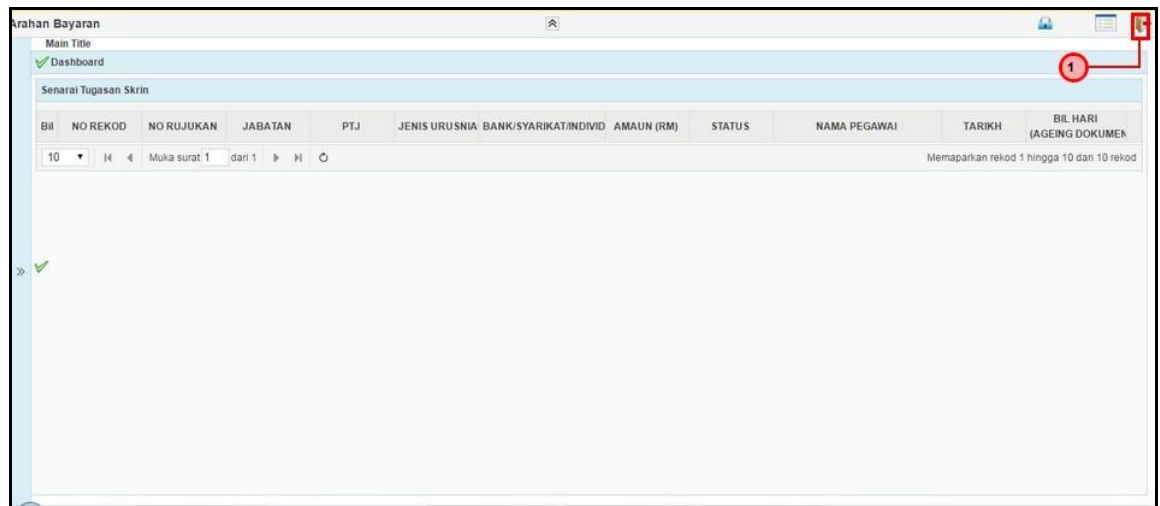 Arahan Bayaran
1
Main Title
Dashboard
Senarai Tugasan Skrin
Bil NO REKOD NO RUJUKAN JABATAN PTJ JENIS URUSNIA BANK/SYARIKAT/INDIVID AMAUN (RM) STATUS NAMA PEGAWAI TARIKH BIL HARI
(AGEING DOKUMEN
10 Muka surat 1 dari 1 Memaparkan rekod 1 hingga 10 dari 10 rekod